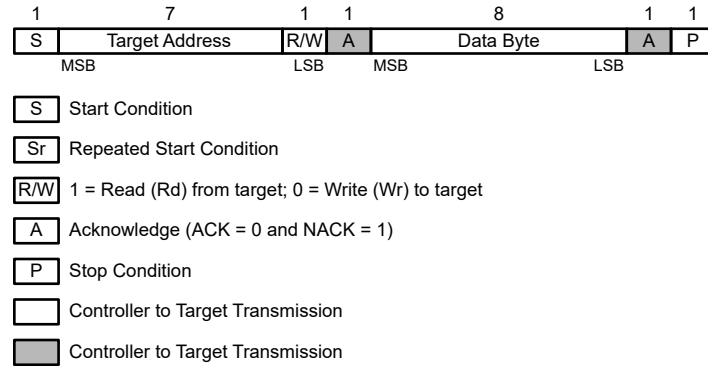 1 7 1 1 8 1 1
S Target Address R/W A Data Byte A P
MSB LSB MSB LSB
S Start Condition
Sr Repeated Start Condition
R/W 1 = Read (Rd) from target; 0 = Write (Wr) to target
A Acknowledge (ACK = 0 and NACK = 1)
P Stop Condition
Controller to Target Transmission
Controller to Target Transmission